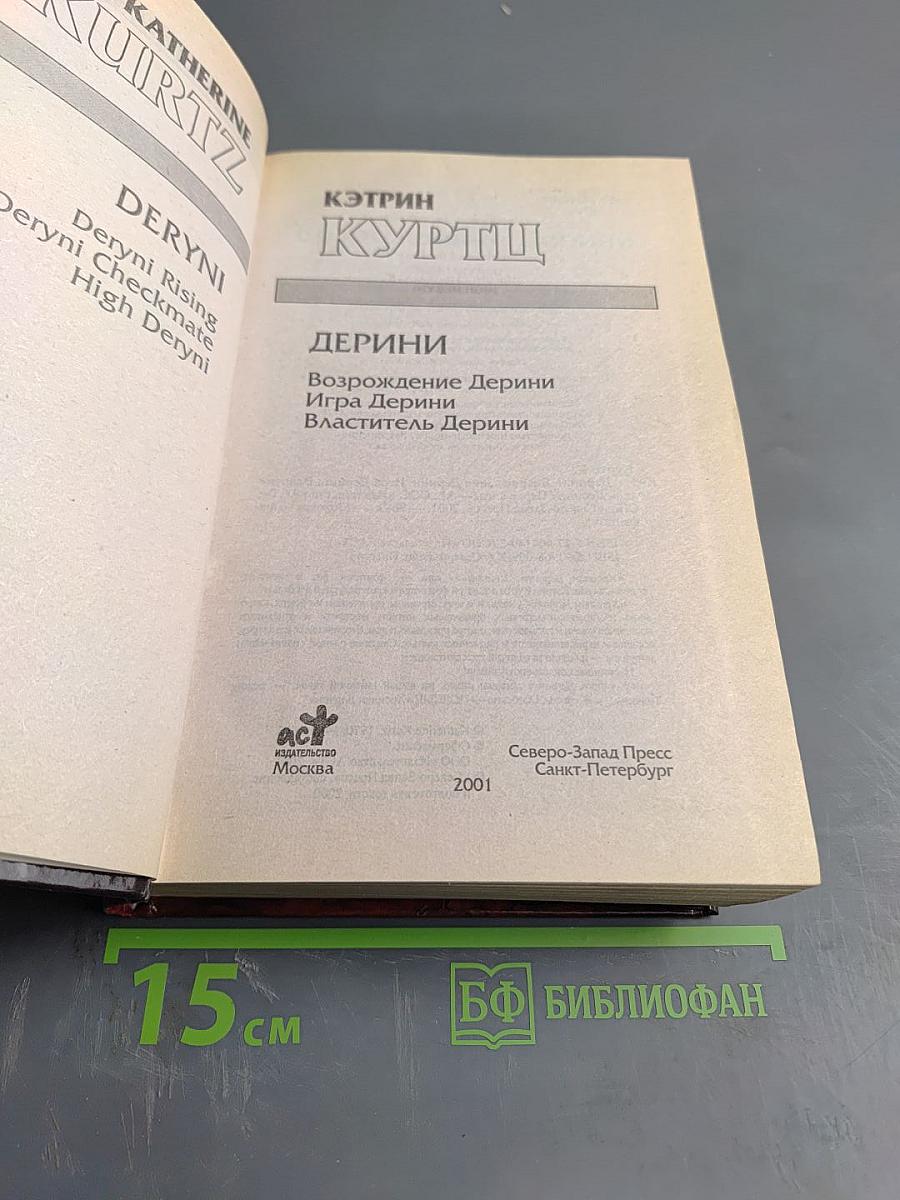 KATHERINE
KURTZ
DERYNI
Deryni Rising
Deryni Checkmate
High Deryni
КЭТРИН
КУРТЦ
ДЕРИНИ
Возрождение Дерини
Игра Дерини
Властитель Дерини
аст
ИЗДАТЕЛЬСТВО
Москва
2001
Северо-Запад Пресс
Санкт-Петербург
15 см
БФ БИБЛИОФАН